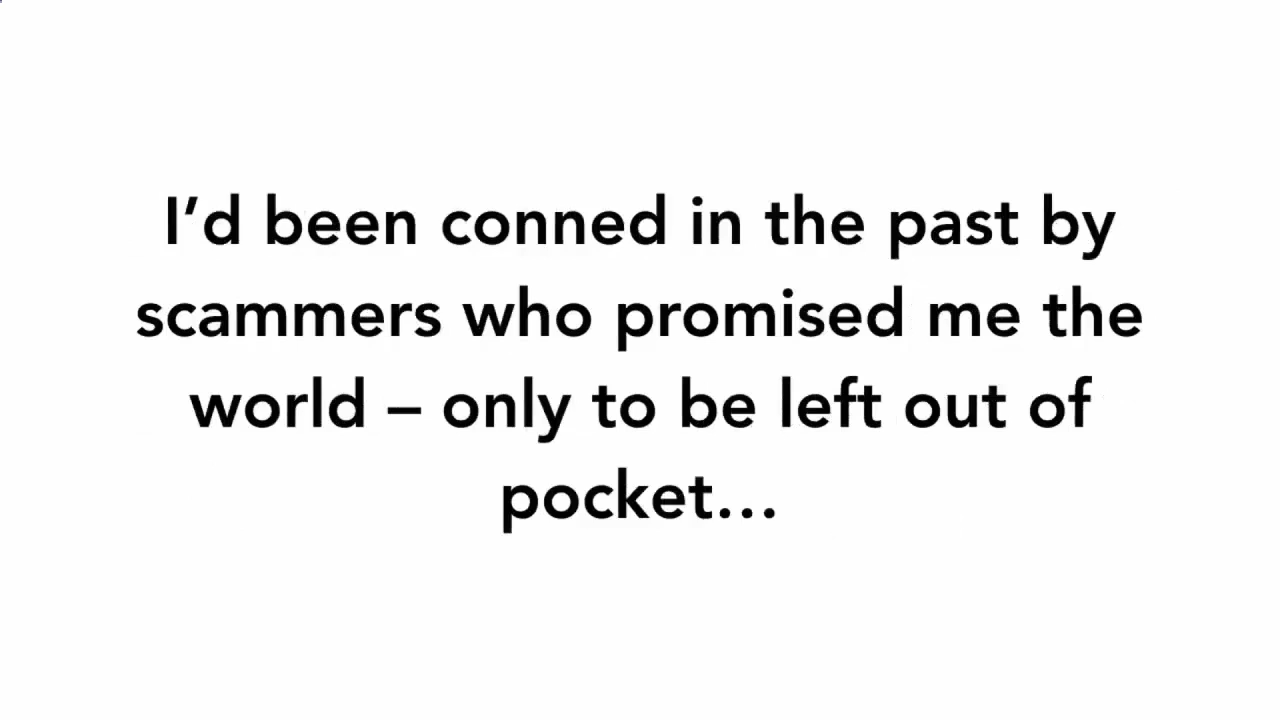 I’d been conned in the past by
scammers who promised me the
world – only to be left out of
pocket…